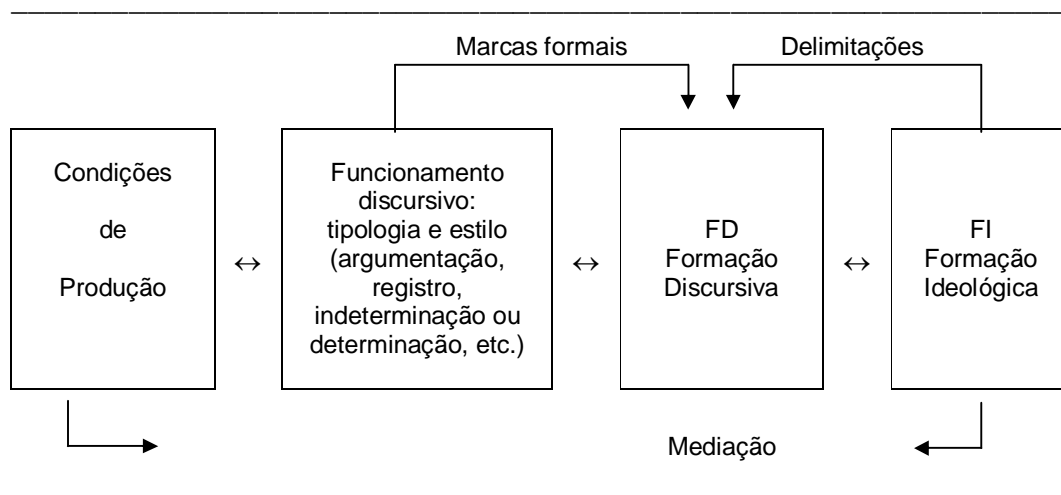 Marcas formais
Delimitações
Condições
de
Produção
↔
Funcionamento
discursivo:
tipologia e estilo
(argumentação,
registro,
indeterminação ou
determinação, etc.)
↔
FD
Formação
Discursiva
↔
FI
Formação
Ideológica
Mediação